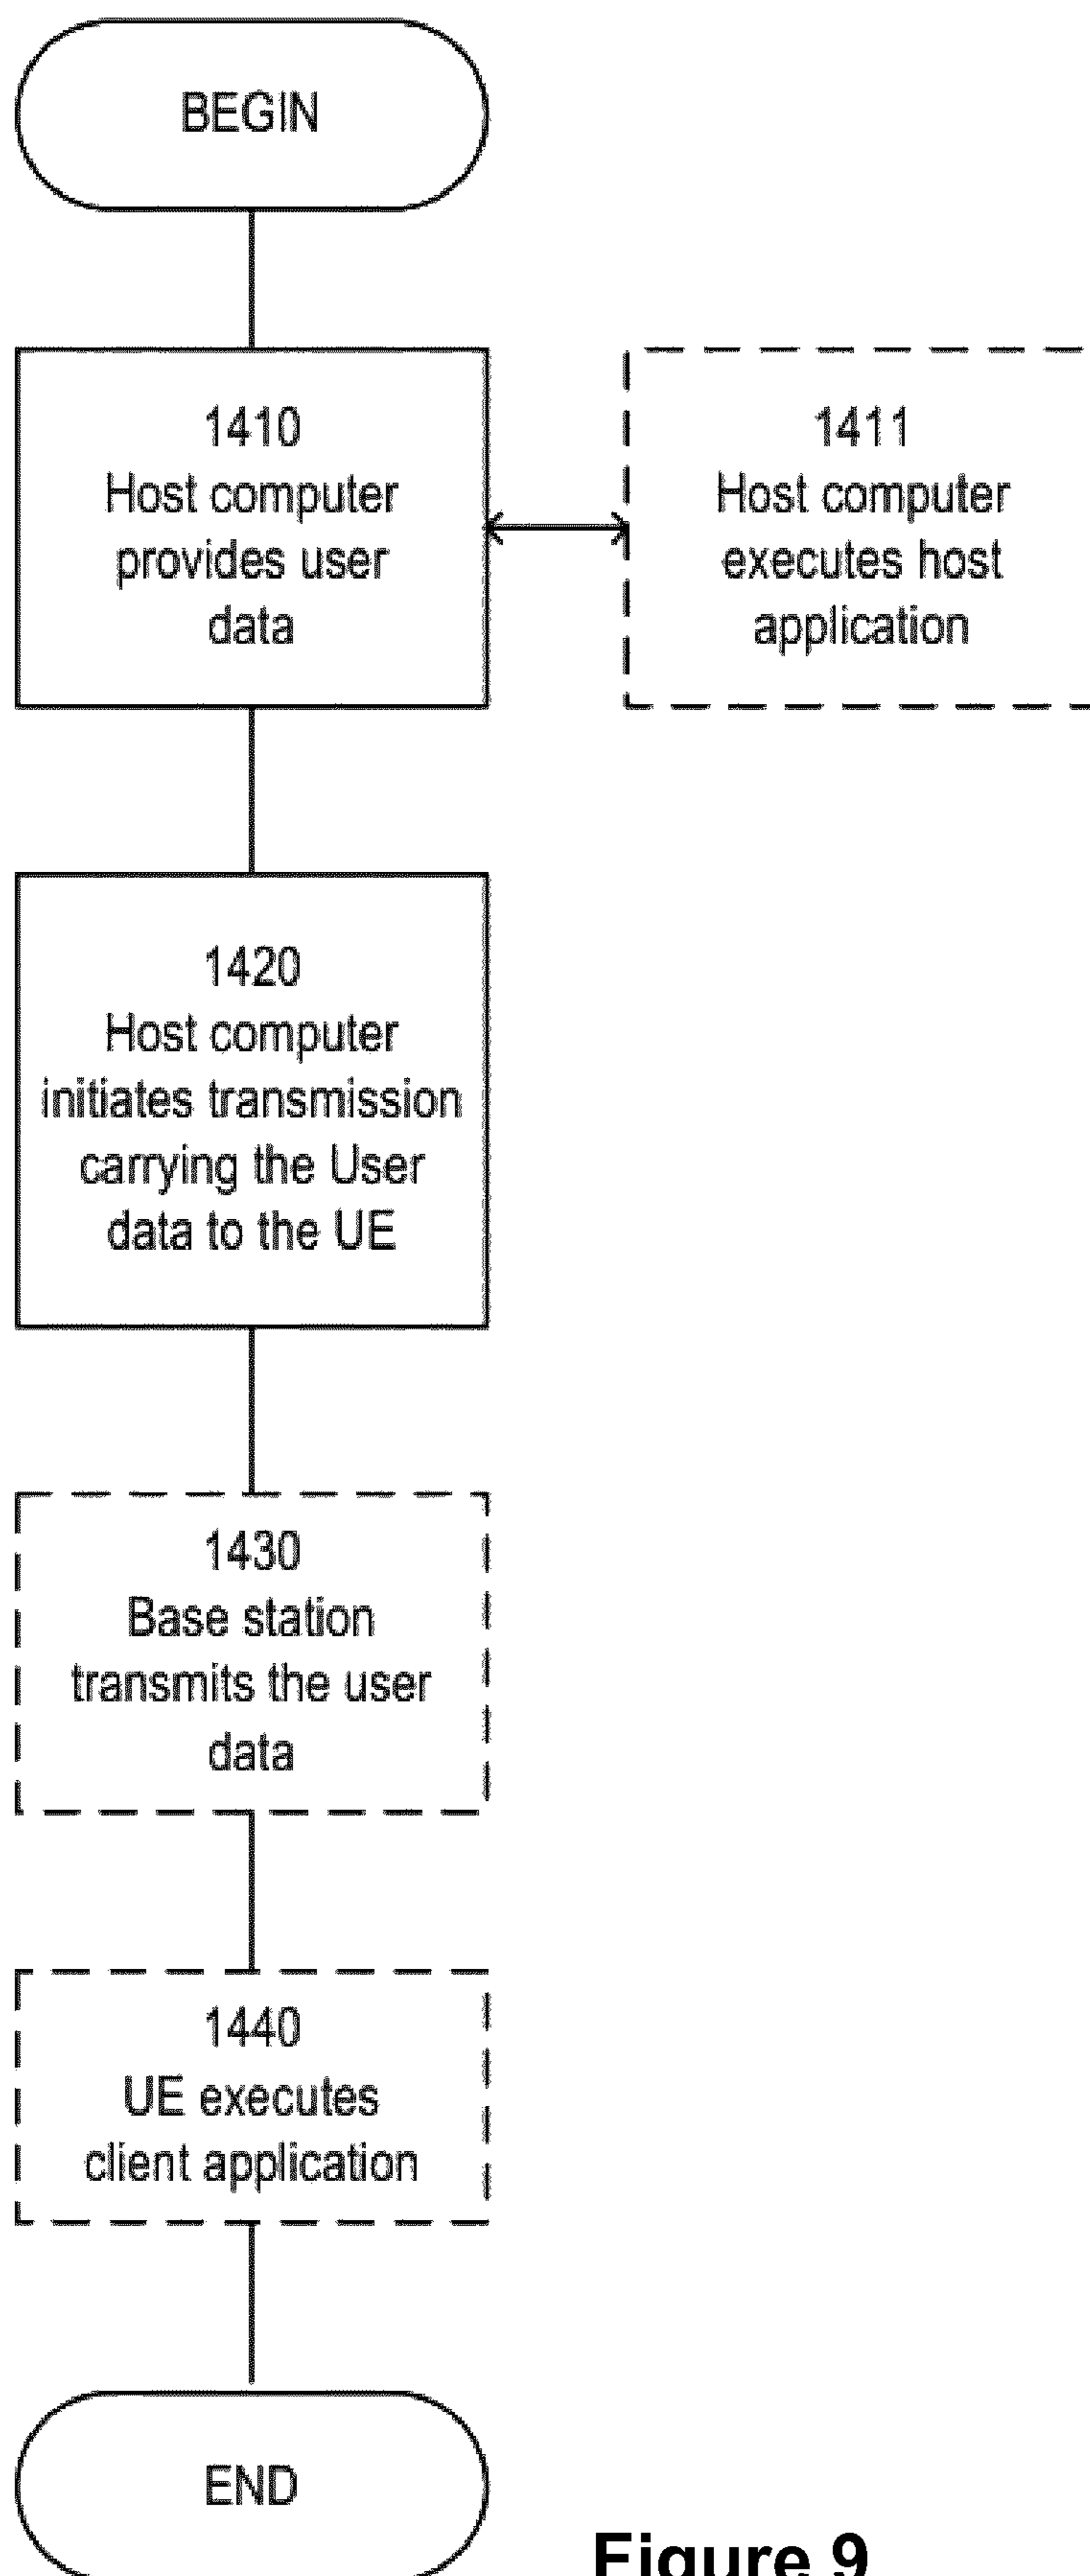 BEGIN
1410
Host computer
provides user
data
1411
Host computer
executes host
application
1420
Host computer
initiates transmission
carrying the User
data to the UE
1430
Base station
transmits the user
data
1440
UE executes
client application
END
Figure 9